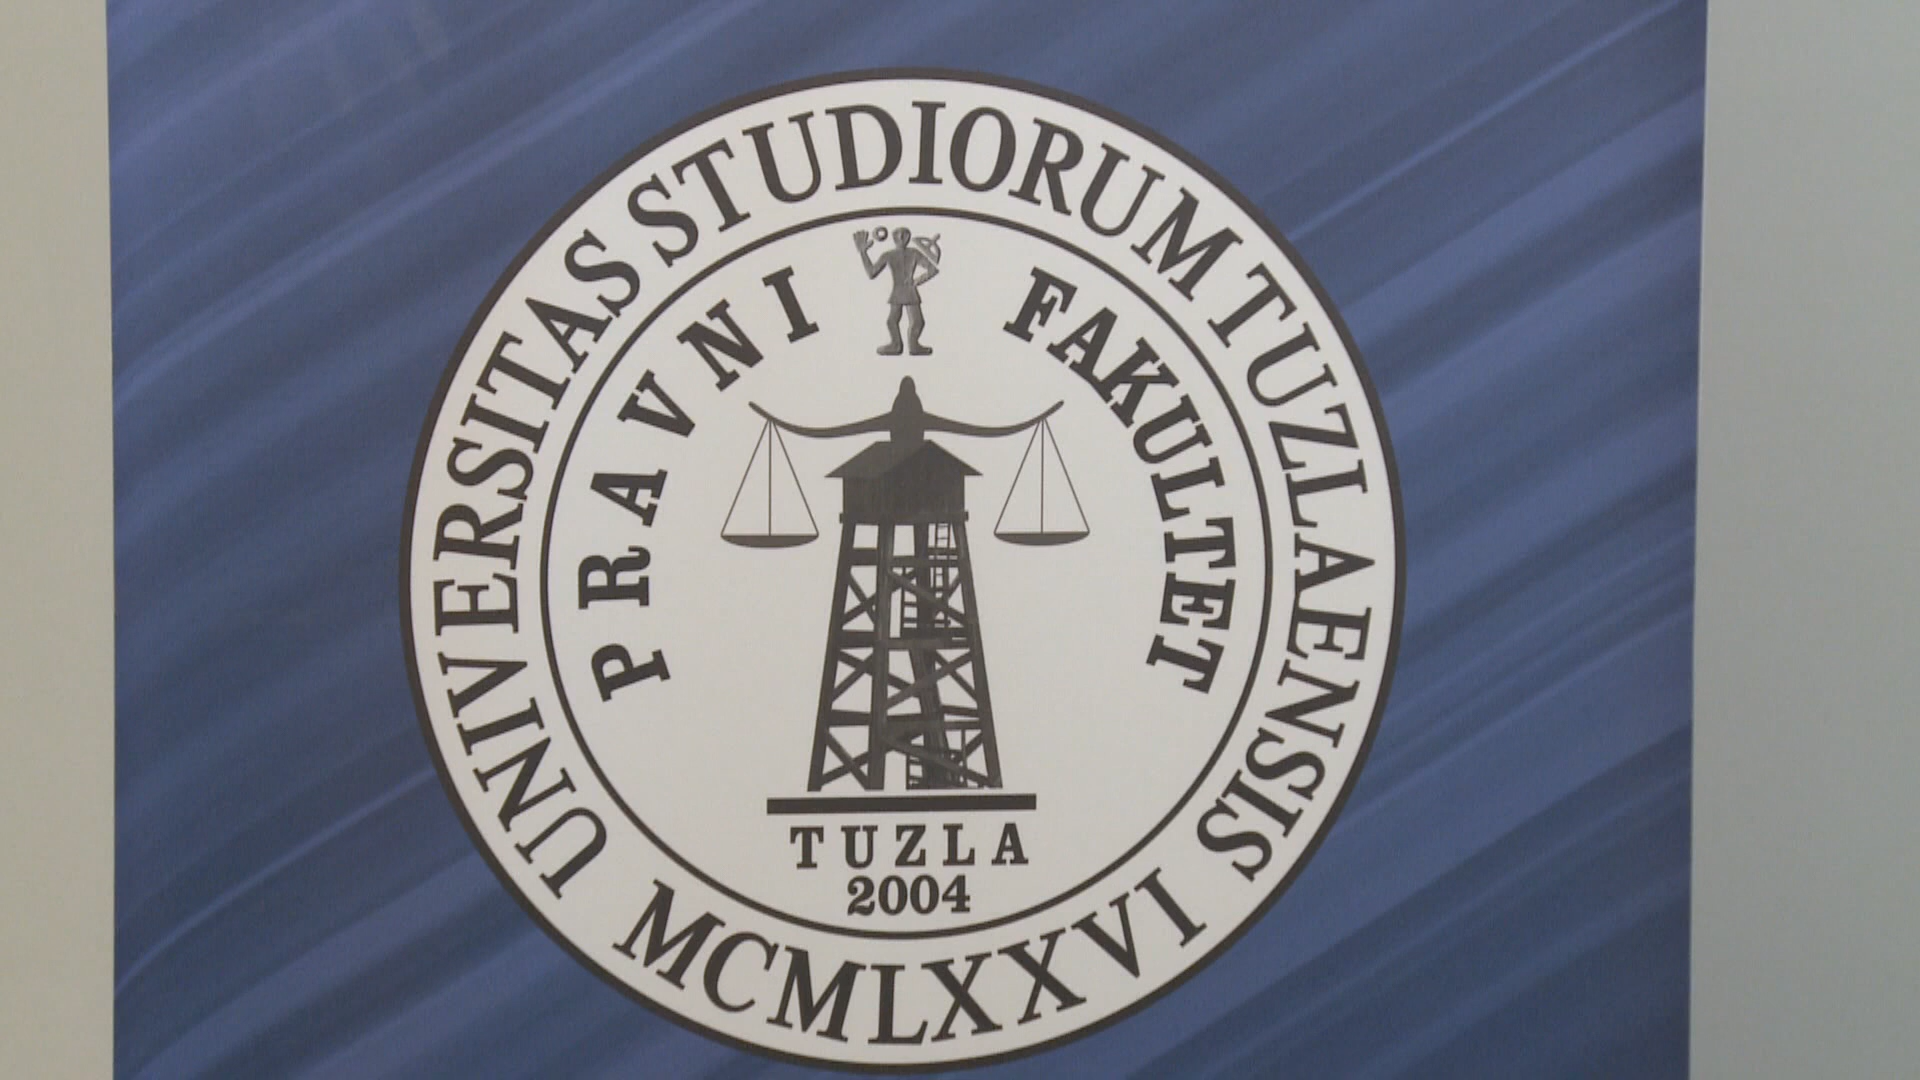 UNIVERSITAS STUDIORUM TUZLAENSIS
MCMLXXVI
PRAVNI FAKULTET
TUZLA
2004